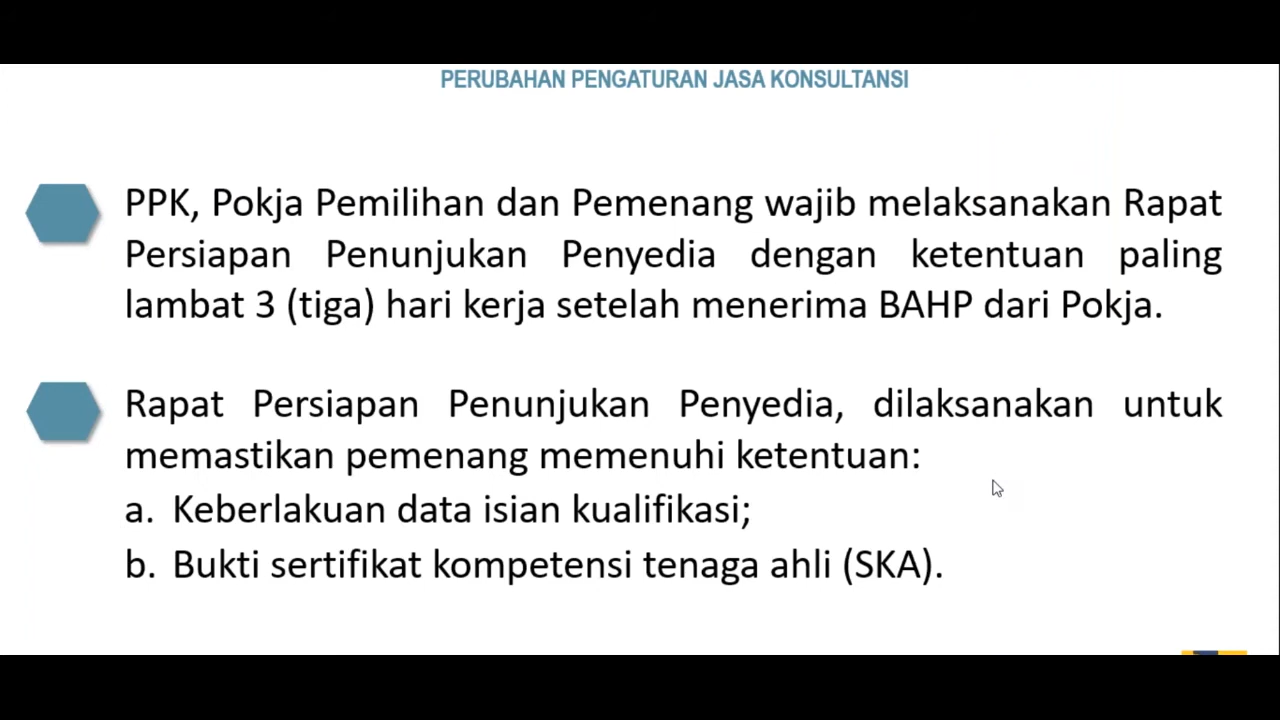 PERUBAHAN PENGATURAN JASA KONSULTANSI
PPK, Pokja Pemilihan dan Pemenang wajib melaksanakan Rapat
Persiapan Penunjukan Penyedia dengan ketentuan paling
lambat 3 (tiga) hari kerja setelah menerima BAHP dari Pokja.
Rapat Persiapan Penunjukan Penyedia, dilaksanakan untuk
memastikan pemenang memenuhi ketentuan:
a. Keberlakuan data isian kualifikasi;
b. Bukti sertifikat kompetensi tenaga ahli (SKA).